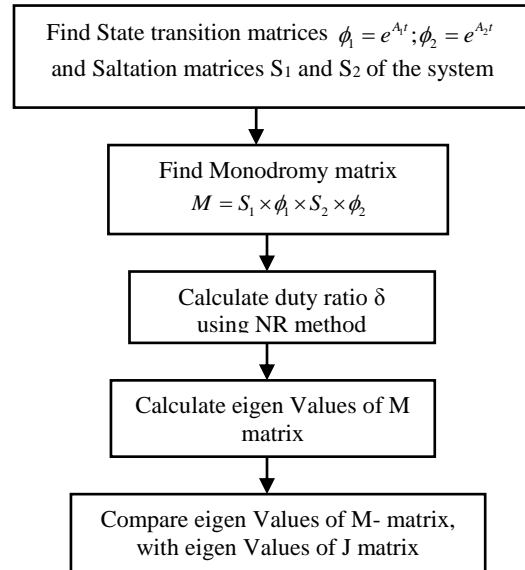 Find State transition matrices ϕ₁ = e^{A₁t};ϕ₂ = e^{A₂t}
and Saltation matrices S₁ and S₂ of the system
Find Monodromy matrix
M = S₁ × ϕ₁ × S₂ × ϕ₂
Calculate duty ratio δ
using NR method
Calculate eigen Values of M
matrix
Compare eigen Values of M- matrix,
with eigen Values of J matrix